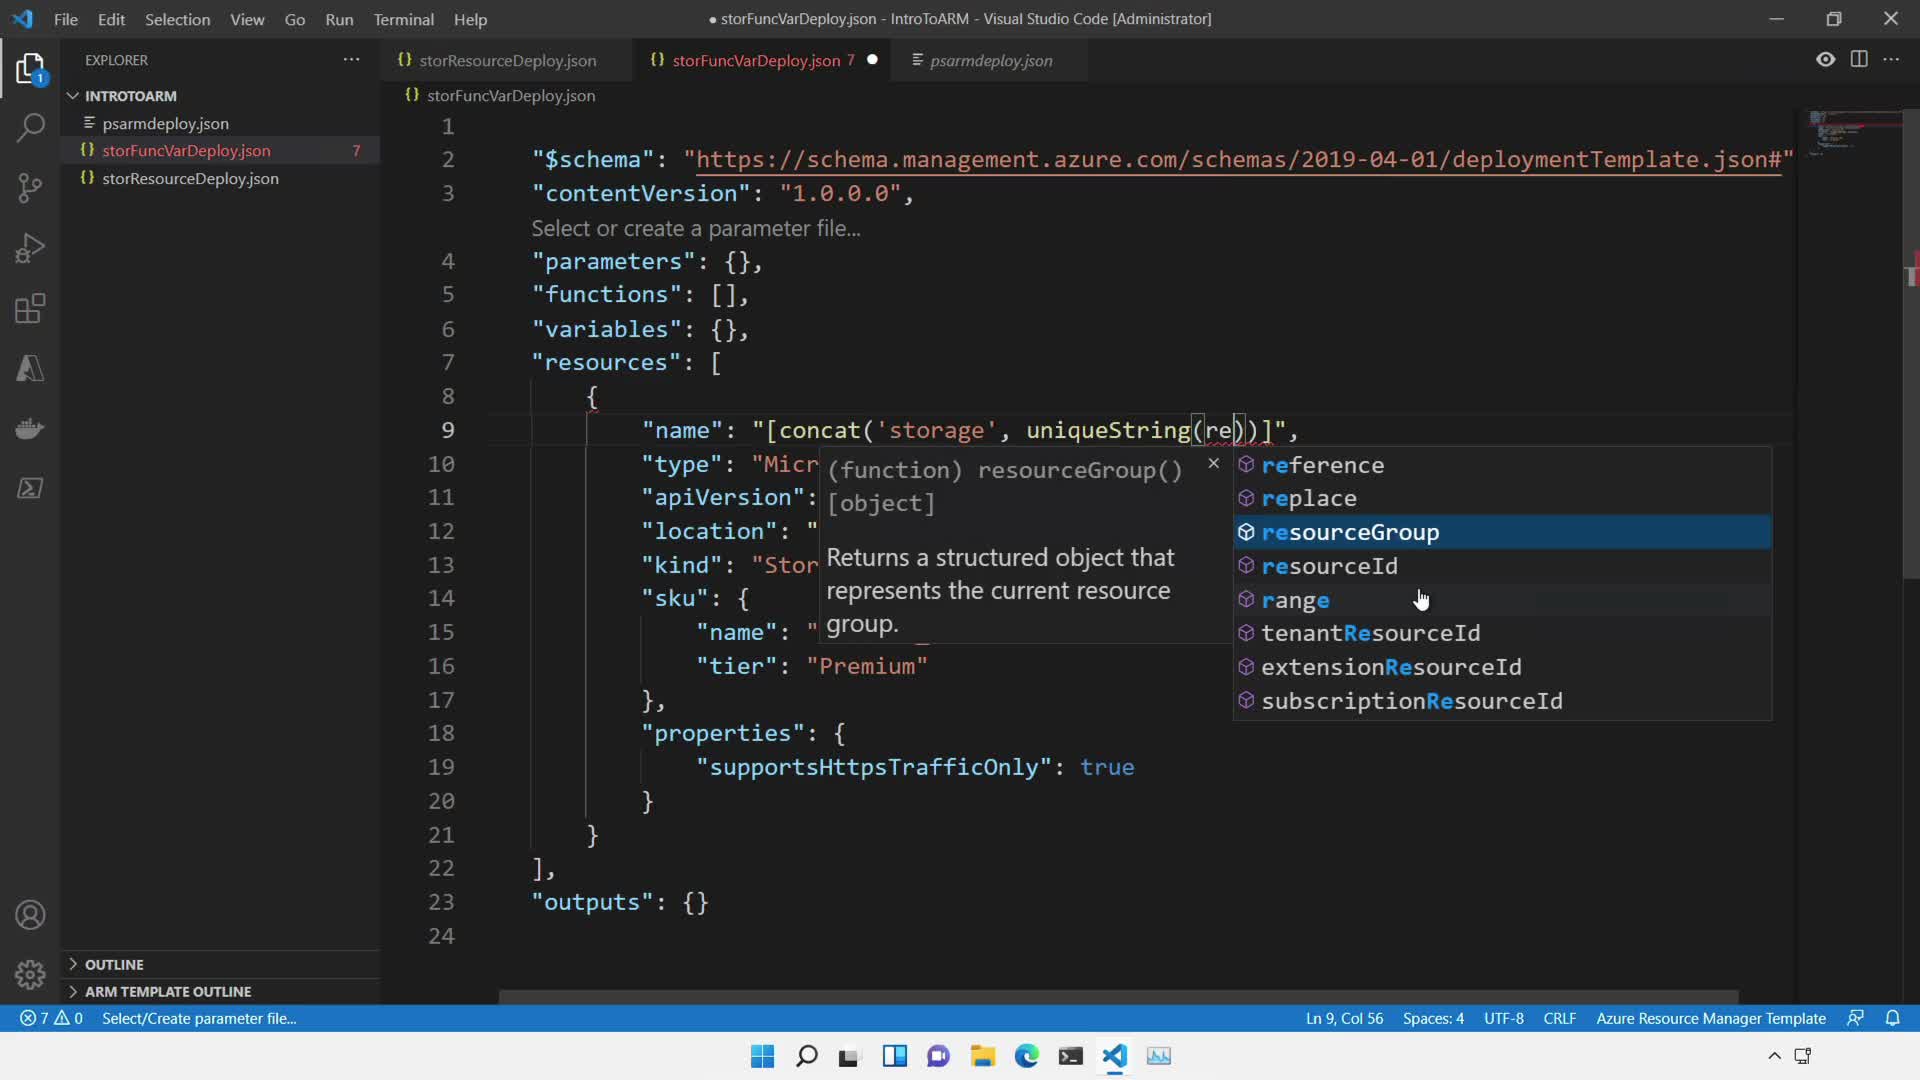 File Edit Selection View Go Run Terminal Help
● storFuncVarDeploy.json - IntroToARM - Visual Studio Code [Administrator]
EXPLORER
INTROTOARM
psarmdeploy.json
storFuncVarDeploy.json 7
storResourceDeploy.json
OUTLINE
ARM TEMPLATE OUTLINE
1
storResourceDeploy.json
storFuncVarDeploy.json 7
psarmdeploy.json
storFuncVarDeploy.json
1
2 "$schema": "https://schema.management.azure.com/schemas/2019-04-01/deploymentTemplate.json#"
3 "contentVersion": "1.0.0.0",
Select or create a parameter file...
4 "parameters": {},
5 "functions": [],
6 "variables": {},
7 "resources": [
8 {
9 "name": "[concat('storage', uniqueString(re))]",
10 "type": "Micr
11 "apiVersion":
12 "location": "
13 "kind": "Stor
14 "sku": {
15 "name": "
16 "tier": "Premium"
17 },
18 "properties": {
19 "supportsHttpsTrafficOnly": true
20 }
21 }
22 ],
23 "outputs": {}
24
(function) resourceGroup()
[object]
Returns a structured object that
represents the current resource
group.
reference
replace
resourceGroup
resourceId
range
tenantResourceId
extensionResourceId
subscriptionResourceId
7 0 Select/Create parameter file...
Ln 9, Col 56 Spaces: 4 UTF-8 CRLF Azure Resource Manager Template